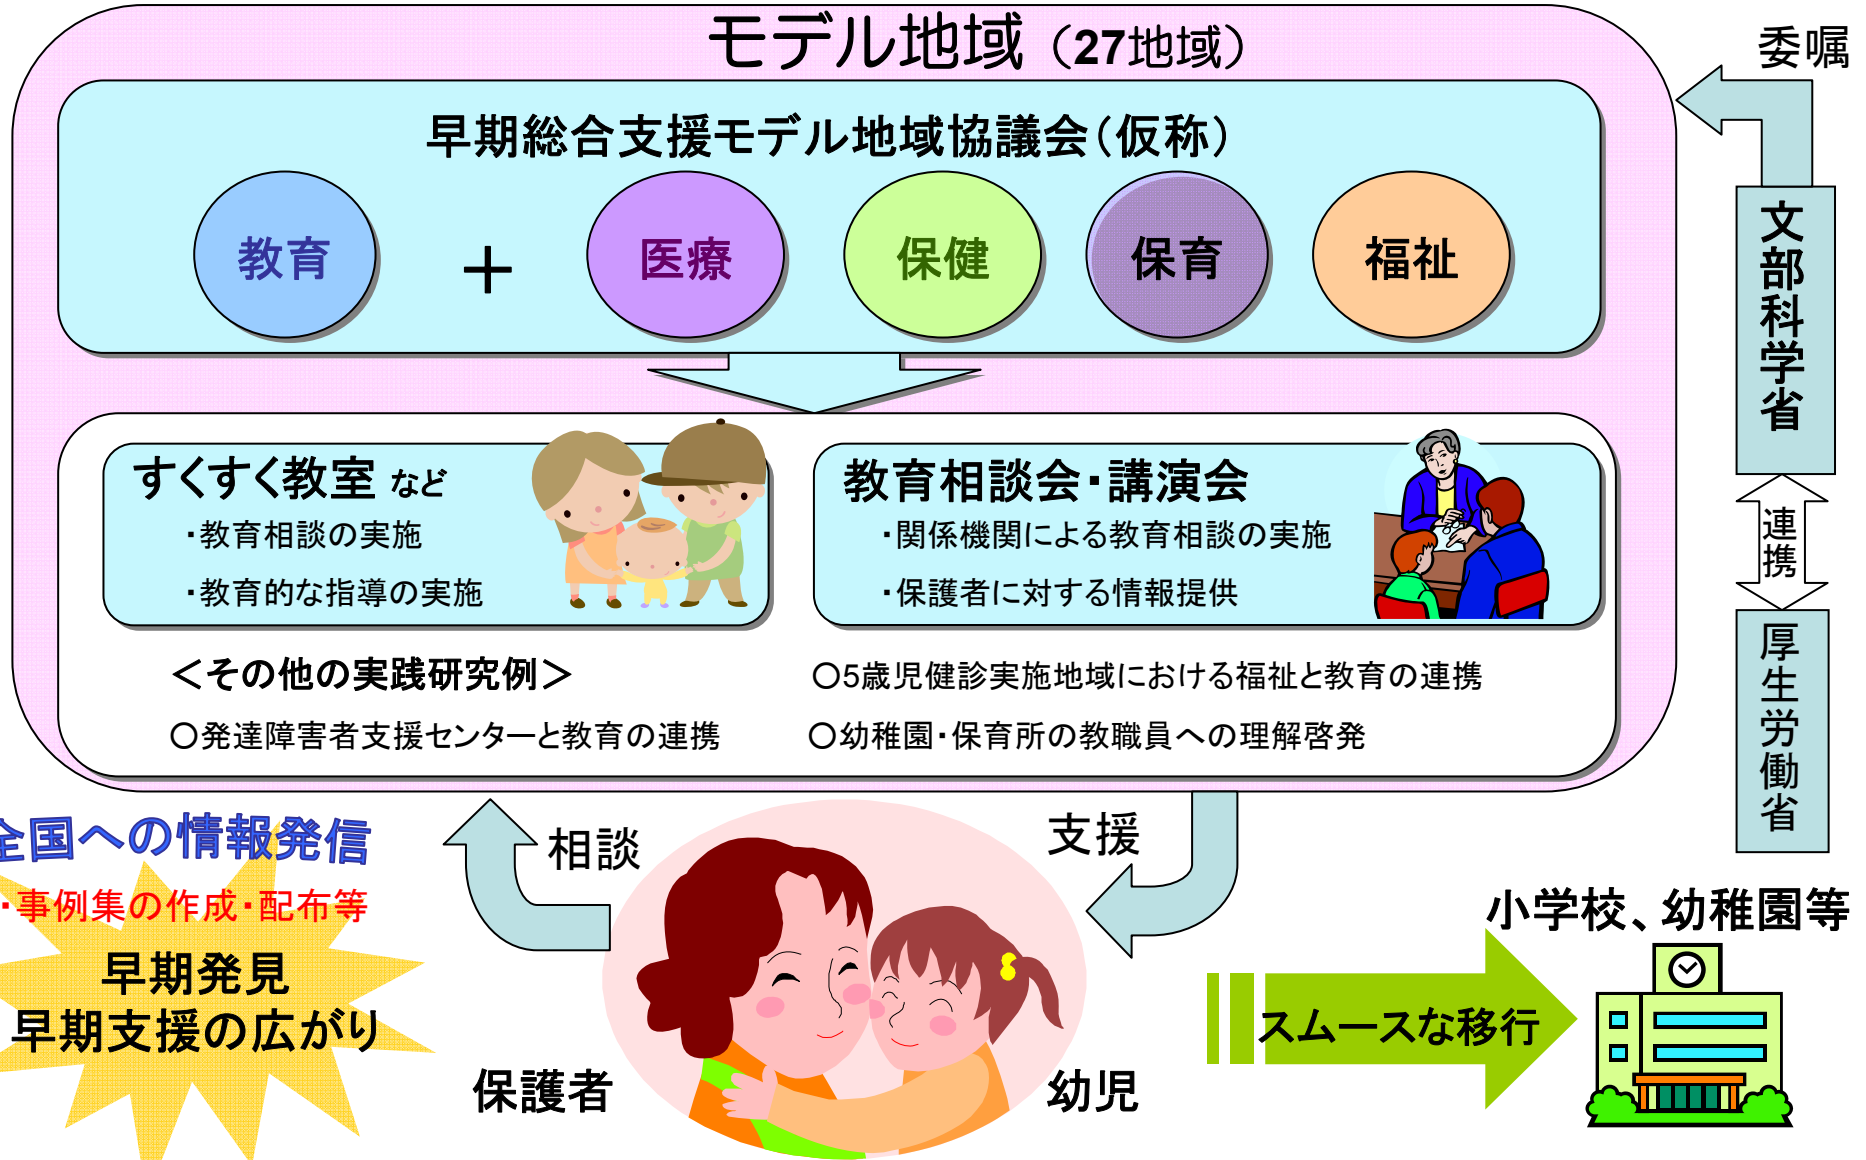 モデル地域（27地域）
委嘱
早期総合支援モデル地域協議会（仮称）
教育
＋
医療
保健
保育
福祉
文部科学省
連携
厚生労働省
すくすく教室 など
・教育相談の実施
・教育的な指導の実施
教育相談会・講演会
・関係機関による教育相談の実施
・保護者に対する情報提供
＜その他の実践研究例＞
○5歳児健診実施地域における福祉と教育の連携
○発達障害者支援センターと教育の連携
○幼稚園・保育所の教職員への理解啓発
全国への情報発信
・事例集の作成・配布等
早期発見
早期支援の広がり
相談
支援
保護者
幼児
スムースな移行
小学校、幼稚園等